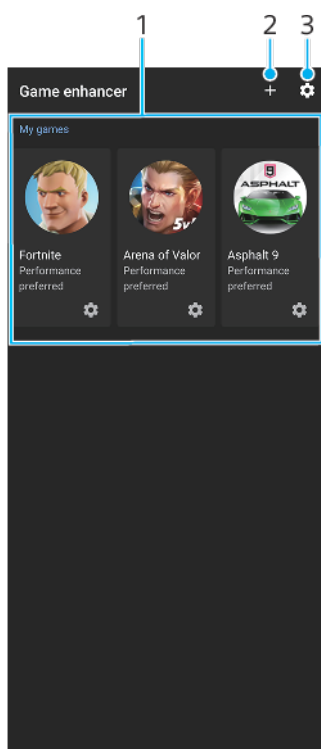 1 2 3
Game enhancer
My games
9
ASPHALT
5v
Fortnite
Performance
preferred
Arena of Valor
Performance
preferred
Asphalt 9
Performance
preferred